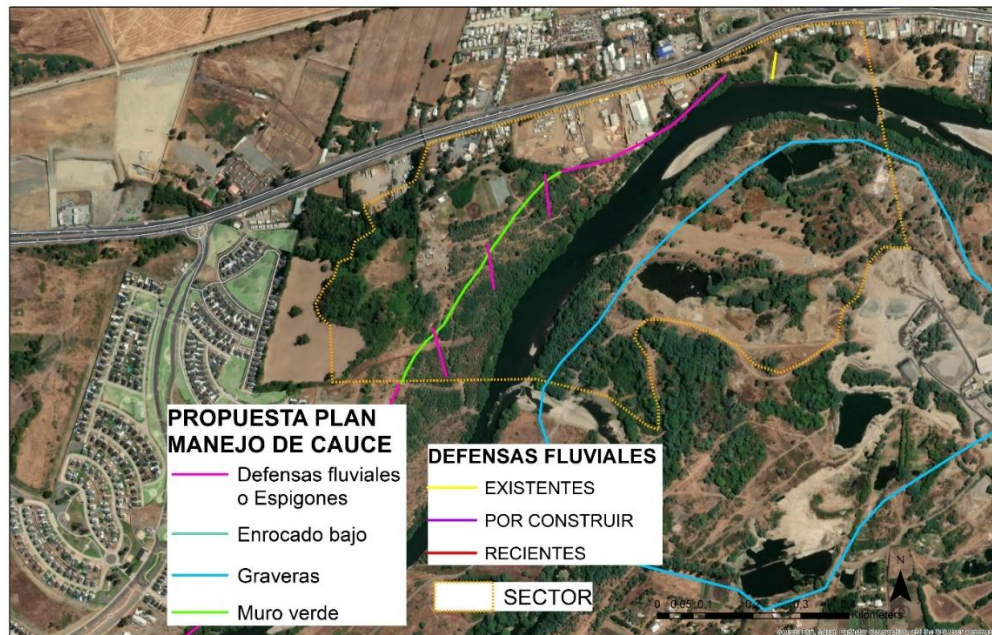 PROPUESTA PLAN
MANEJO DE CAUCE
Defensas fluviales
o Espigones
Enrocado bajo
Graveras
Muro verde
DEFENSAS FLUVIALES
EXISTENTES
POR CONSTRUIR
RECIENTES
SECTOR
N
0 0,05 0,1
0,3
Kilometers